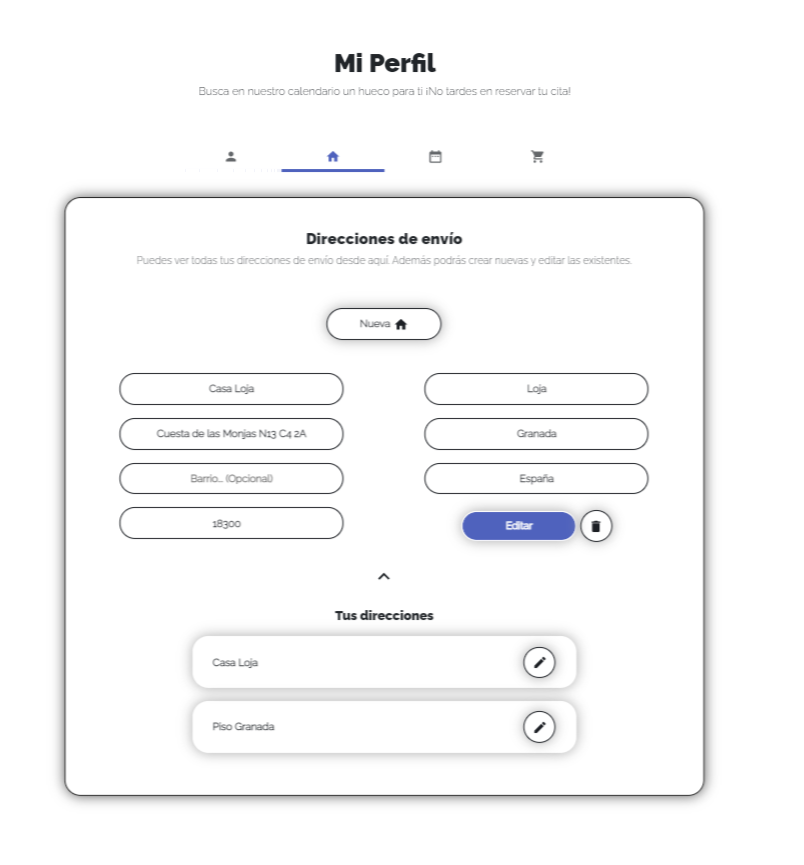 Mi Perfil
Busca en nuestro calendario un hueco para ti ¡No tardes en reservar tu cita!
Direcciones de envío
Puedes ver todas tus direcciones de envío desde aquí. Además podrás crear nuevas y editar las existentes.
Nueva
Casa Loja
Loja
Cuesta de las Monjas N13 C4 2A
Granada
Barrio... (Opcional)
España
18300
Editar
Tus direcciones
Casa Loja
Piso Granada